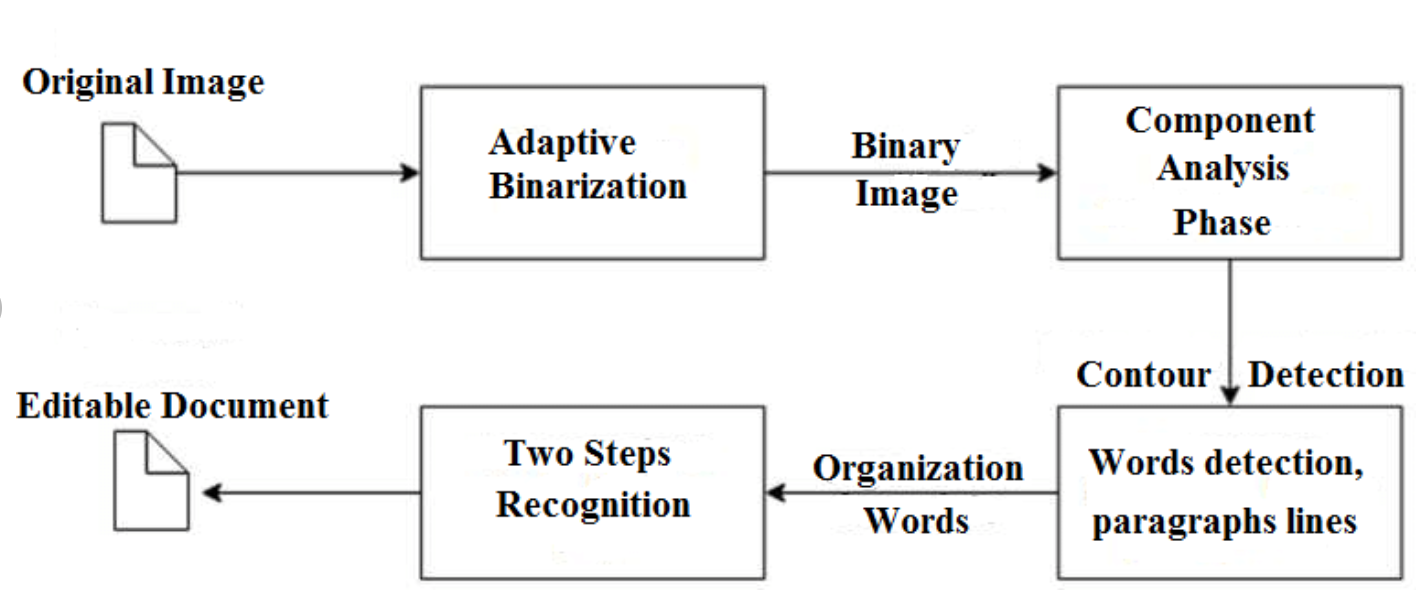 Original Image
Adaptive
Binarization
Binary
Image
Component
Analysis
Phase
Contour Detection
Words detection,
paragraphs lines
Organization
Words
Two Steps
Recognition
Editable Document